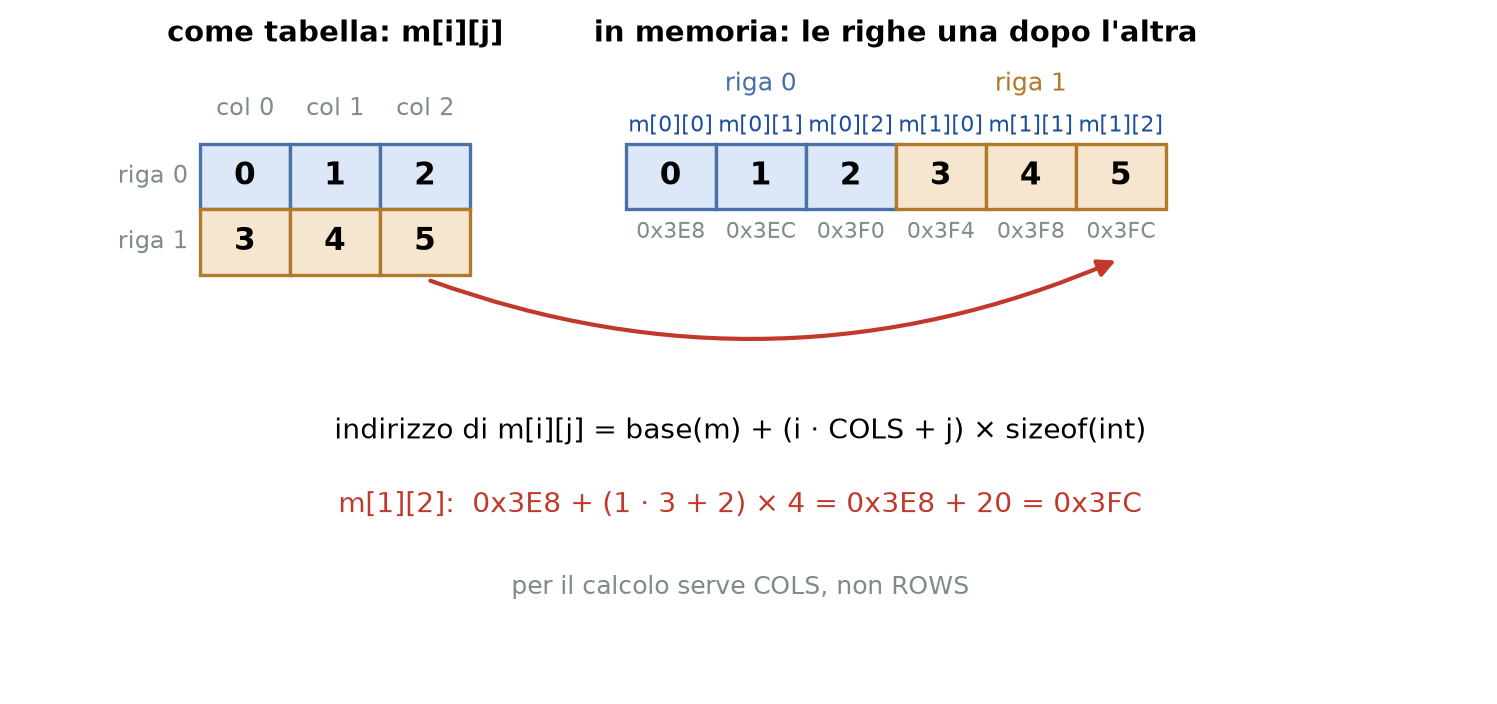 come tabella: m[i][j]
in memoria: le righe una dopo l'altra
col 0 col 1 col 2
riga 0 0 1 2
riga 1 3 4 5
riga 0 riga 1
m[0][0] m[0][1] m[0][2] m[1][0] m[1][1] m[1][2]
0 1 2 3 4 5
0x3E8 0x3EC 0x3F0 0x3F4 0x3F8 0x3FC
indirizzo di m[i][j] = base(m) + (i · COLS + j) × sizeof(int)
m[1][2]: 0x3E8 + (1 · 3 + 2) × 4 = 0x3E8 + 20 = 0x3FC
per il calcolo serve COLS, non ROWS